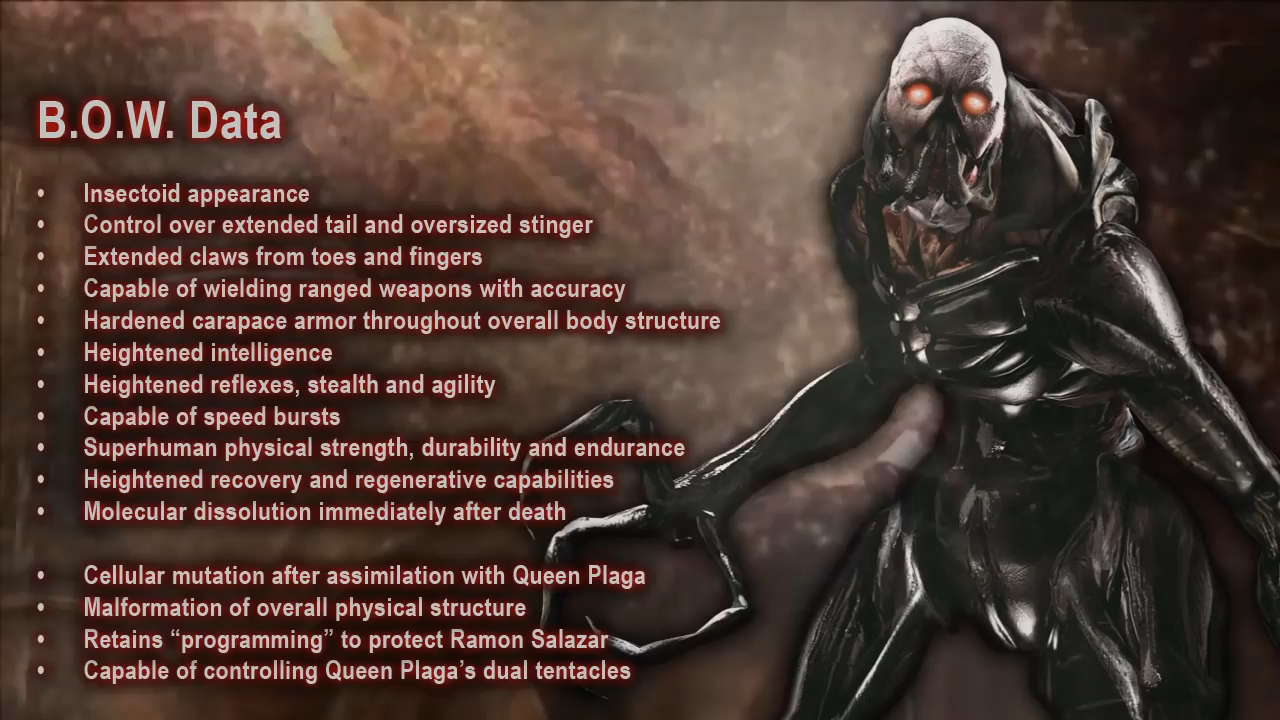 B.O.W. Data
• Insectoid appearance
• Control over extended tail and oversized stinger
• Extended claws from toes and fingers
• Capable of wielding ranged weapons with accuracy
• Hardened carapace armor throughout overall body structure
• Heightened intelligence
• Heightened reflexes, stealth and agility
• Capable of speed bursts
• Superhuman physical strength, durability and endurance
• Heightened recovery and regenerative capabilities
• Molecular dissolution immediately after death
• Cellular mutation after assimilation with Queen Plaga
• Malformation of overall physical structure
• Retains “programming” to protect Ramon Salazar
• Capable of controlling Queen Plaga’s dual tentacles